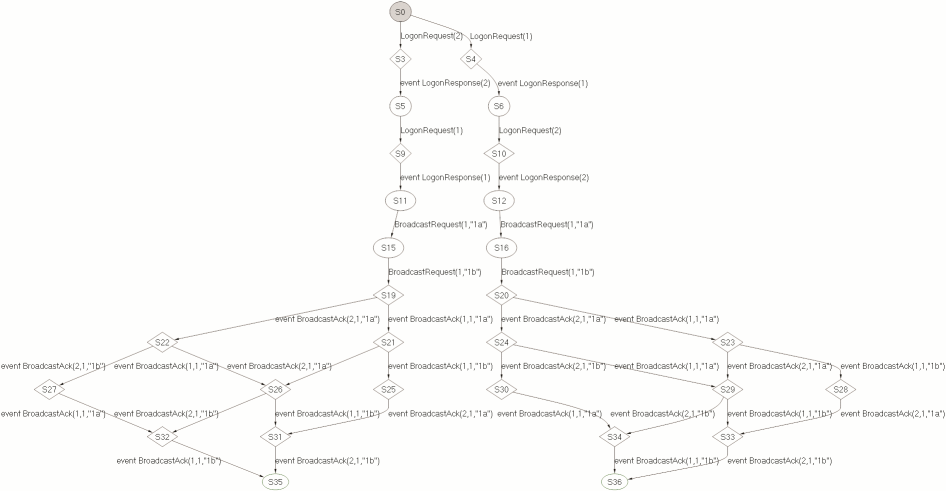 S0
LogonRequest(2)
LogonRequest(1)
S3
S4
event LogonResponse(2)
event LogonResponse(1)
S5
S6
LogonRequest(1)
LogonRequest(2)
S9
S10
event LogonResponse(1)
event LogonResponse(2)
S11
S12
BroadcastRequest(1,"1a")
BroadcastRequest(1,"1a")
S15
S16
BroadcastRequest(1,"1b")
BroadcastRequest(1,"1b")
S19
S20
event BroadcastAck(2,1,"1a")
event BroadcastAck(1,1,"1a")
event BroadcastAck(2,1,"1a")
event BroadcastAck(1,1,"1a")
S22
S21
S24
S23
event BroadcastAck(2,1,"1b")
event BroadcastAck(1,1,"1a")
event BroadcastAck(2,1,"1a")
event BroadcastAck(1,1,"1b")
event BroadcastAck(2,1,"1b")
event BroadcastAck(1,1,"1a")
event BroadcastAck(2,1,"1a")
event BroadcastAck(1,1,"1b")
S27
S26
S25
S30
S29
S28
event BroadcastAck(1,1,"1a")
event BroadcastAck(2,1,"1b")
event BroadcastAck(1,1,"1b")
event BroadcastAck(2,1,"1a")
event BroadcastAck(1,1,"1a")
event BroadcastAck(2,1,"1b")
event BroadcastAck(1,1,"1b")
event BroadcastAck(2,1,"1a")
S32
S31
S34
S33
event BroadcastAck(1,1,"1b")
event BroadcastAck(2,1,"1b")
event BroadcastAck(1,1,"1b")
event BroadcastAck(2,1,"1b")
S35
S36